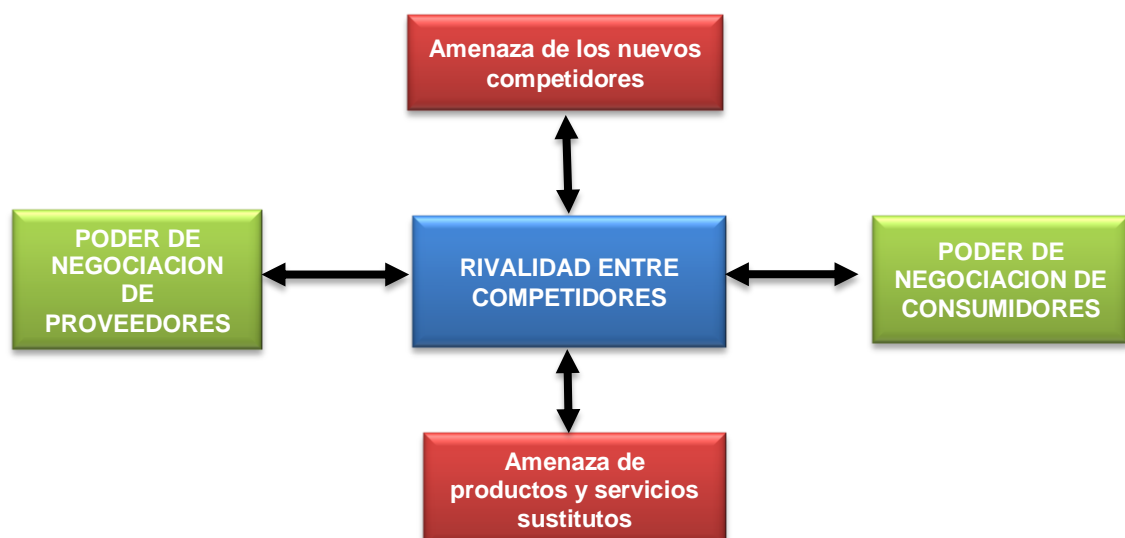 Amenaza de los nuevos
competidores
PODER DE
NEGOCIACION
DE
PROVEEDORES
RIVALIDAD ENTRE
COMPETIDORES
PODER DE
NEGOCIACION DE
CONSUMIDORES
Amenaza de
productos y servicios
sustitutos